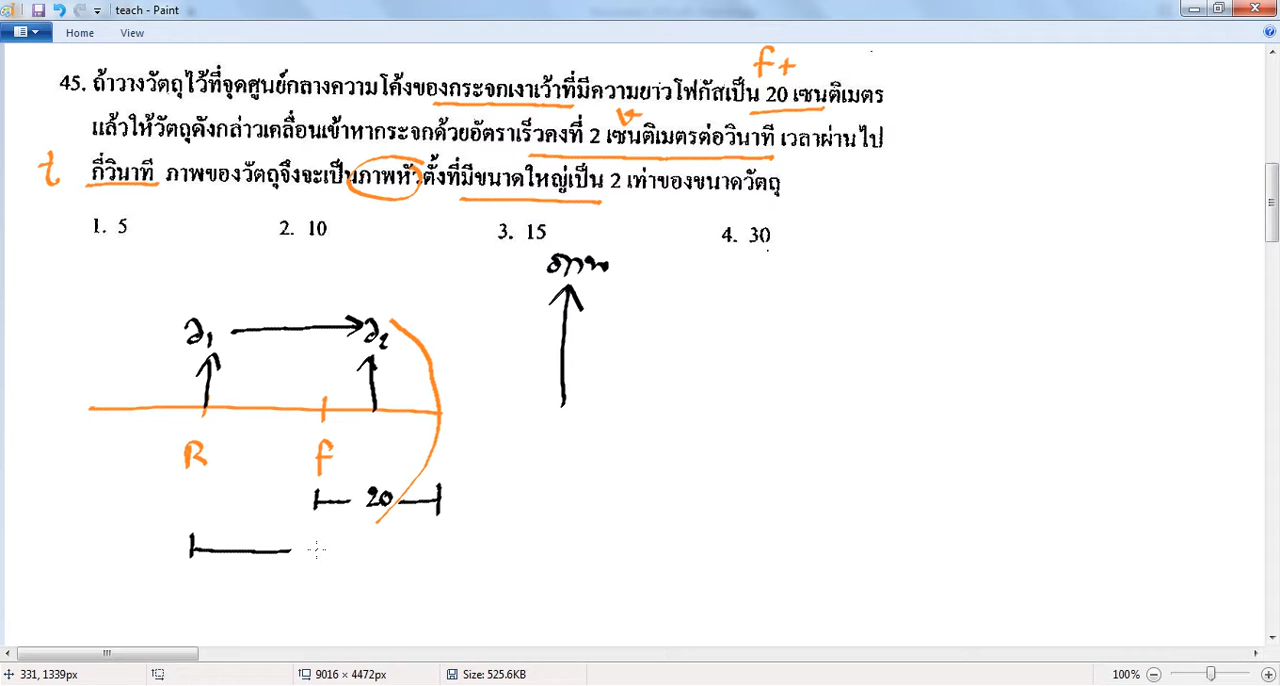 teach - Paint
Home View
f+
45. ถ้าวางวัตถุไว้ที่จุดศูนย์กลางความโค้งของกระจกเงาเว้าที่มีความยาวโฟกัสเป็น 20 เซนติเมตร
v
แล้วให้วัตถุดังกล่าวเคลื่อนเข้าหากระจกด้วยอัตราเร็วคงที่ 2 เซนติเมตรต่อวินาที เวลาผ่านไป
t กี่วินาที ภาพของวัตถุจึงจะเป็นภาพหัวตั้งที่มีขนาดใหญ่เป็น 2 เท่าของขนาดวัตถุ
1. 5 2. 10 3. 15 4. 30
ภาพ
R f
20
331, 1339px 9016 × 4472px Size: 525.6KB 100%